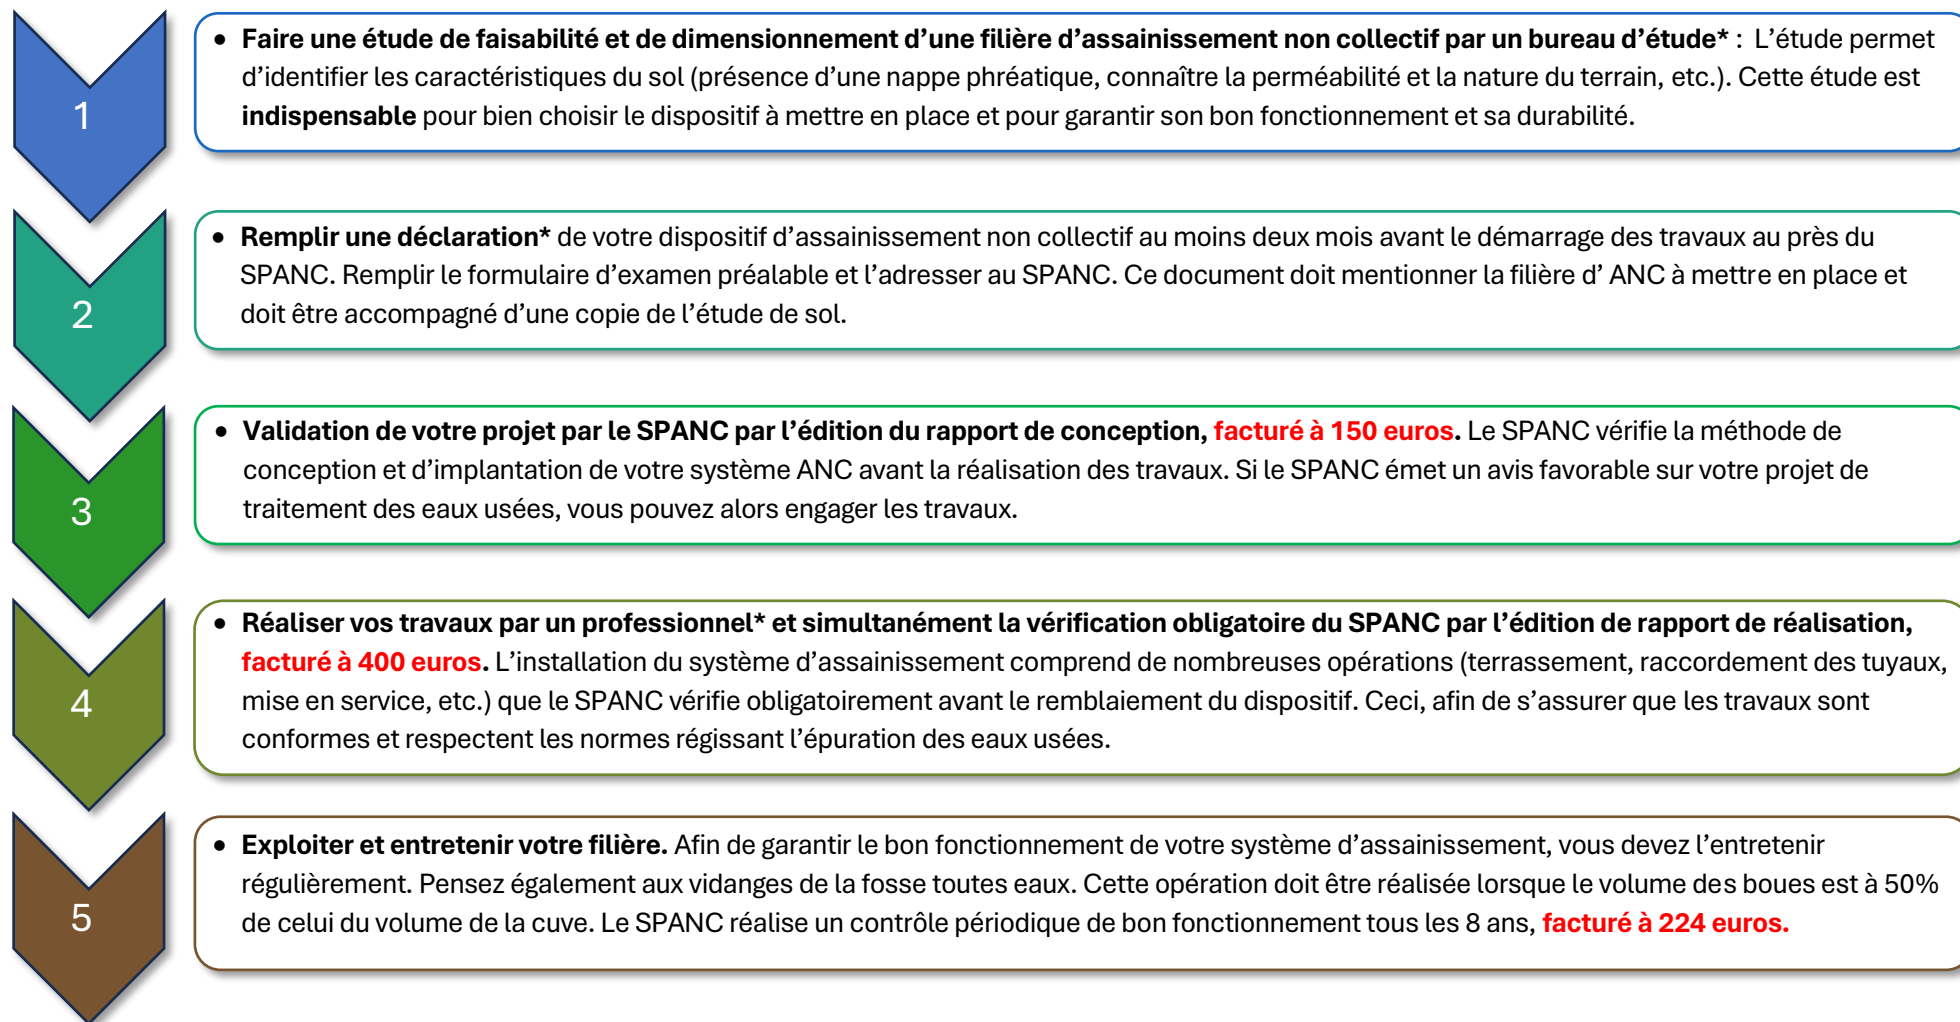 1
• Faire une étude de faisabilité et de dimensionnement d’une filière d’assainissement non collectif par un bureau d’étude* : L’étude permet
d’identifier les caractéristiques du sol (présence d’une nappe phréatique, connaître la perméabilité et la nature du terrain, etc.). Cette étude est
indispensable pour bien choisir le dispositif à mettre en place et pour garantir son bon fonctionnement et sa durabilité.
2
• Remplir une déclaration* de votre dispositif d’assainissement non collectif au moins deux mois avant le démarrage des travaux au près du
SPANC. Remplir le formulaire d’examen préalable et l’adresser au SPANC. Ce document doit mentionner la filière d’ ANC à mettre en place et
doit être accompagné d’une copie de l’étude de sol.
3
• Validation de votre projet par le SPANC par l’édition du rapport de conception, facturé à 150 euros. Le SPANC vérifie la méthode de
conception et d’implantation de votre système ANC avant la réalisation des travaux. Si le SPANC émet un avis favorable sur votre projet de
traitement des eaux usées, vous pouvez alors engager les travaux.
4
• Réaliser vos travaux par un professionnel* et simultanément la vérification obligatoire du SPANC par l’édition de rapport de réalisation,
facturé à 400 euros. L’installation du système d’assainissement comprend de nombreuses opérations (terrassement, raccordement des tuyaux,
mise en service, etc.) que le SPANC vérifie obligatoirement avant le remblaiement du dispositif. Ceci, afin de s’assurer que les travaux sont
conformes et respectent les normes régissant l’épuration des eaux usées.
5
• Exploiter et entretenir votre filière. Afin de garantir le bon fonctionnement de votre système d’assainissement, vous devez l’entretenir
régulièrement. Pensez également aux vidanges de la fosse toutes eaux. Cette opération doit être réalisée lorsque le volume des boues est à 50%
de celui du volume de la cuve. Le SPANC réalise un contrôle périodique de bon fonctionnement tous les 8 ans, facturé à 224 euros.